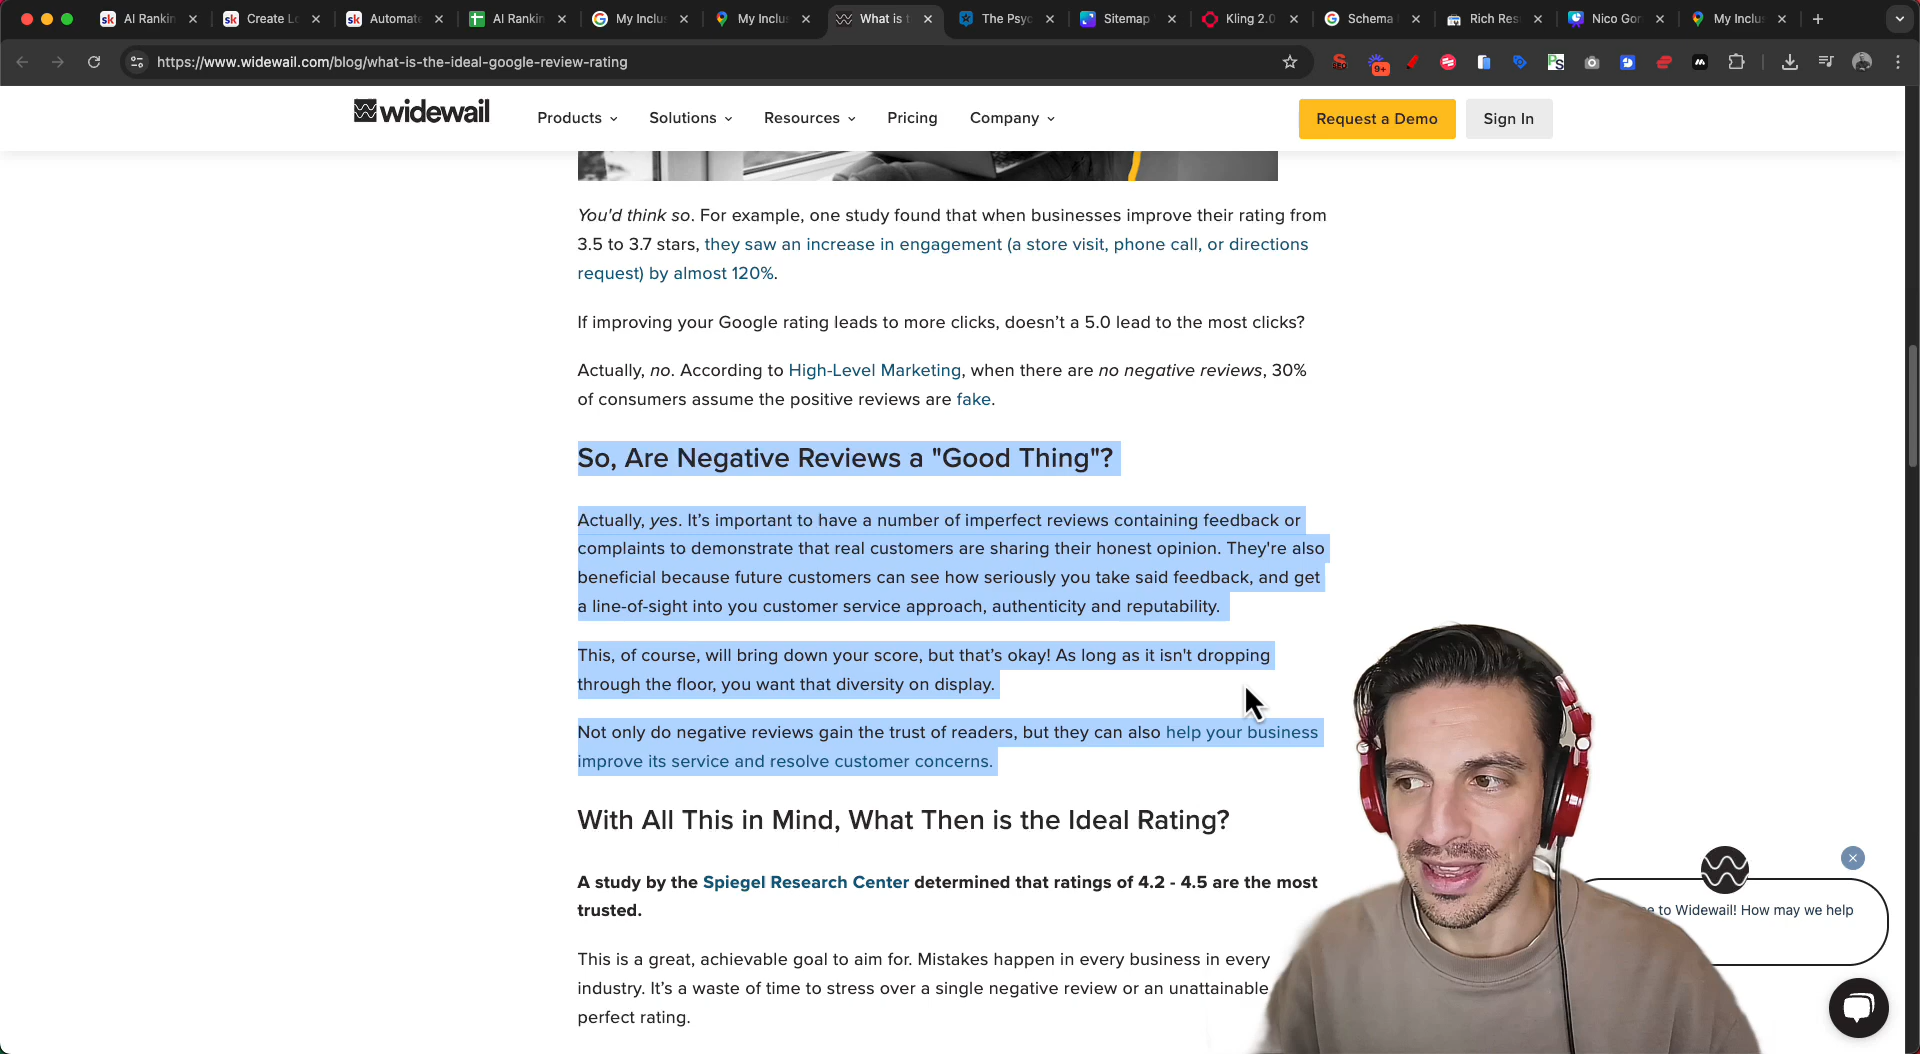 AI Rankin
Create Lo
Automate
AI Rankin
My Inclus
My Inclus
What is t
The Psyc
Sitemap
Kling 2.0
Schema
Rich Res
Nico Gon
My Inclus
https://www.widewail.com/blog/what-is-the-ideal-google-review-rating
9+
widewail
Products
Solutions
Resources
Pricing
Company
Request a Demo
Sign In
You'd think so. For example, one study found that when businesses improve their rating from
3.5 to 3.7 stars, they saw an increase in engagement (a store visit, phone call, or directions
request) by almost 120%.
If improving your Google rating leads to more clicks, doesn’t a 5.0 lead to the most clicks?
Actually, no. According to High-Level Marketing, when there are no negative reviews, 30%
of consumers assume the positive reviews are fake.
So, Are Negative Reviews a "Good Thing"?
Actually, yes. It’s important to have a number of imperfect reviews containing feedback or
complaints to demonstrate that real customers are sharing their honest opinion. They're also
beneficial because future customers can see how seriously you take said feedback, and get
a line-of-sight into you customer service approach, authenticity and reputability.
This, of course, will bring down your score, but that’s okay! As long as it isn't dropping
through the floor, you want that diversity on display.
Not only do negative reviews gain the trust of readers, but they can also help your business
improve its service and resolve customer concerns.
With All This in Mind, What Then is the Ideal Rating?
A study by the Spiegel Research Center determined that ratings of 4.2 - 4.5 are the most
trusted.
This is a great, achievable goal to aim for. Mistakes happen in every business in every
industry. It’s a waste of time to stress over a single negative review or an unattainable
perfect rating.
to Widewail! How may we help